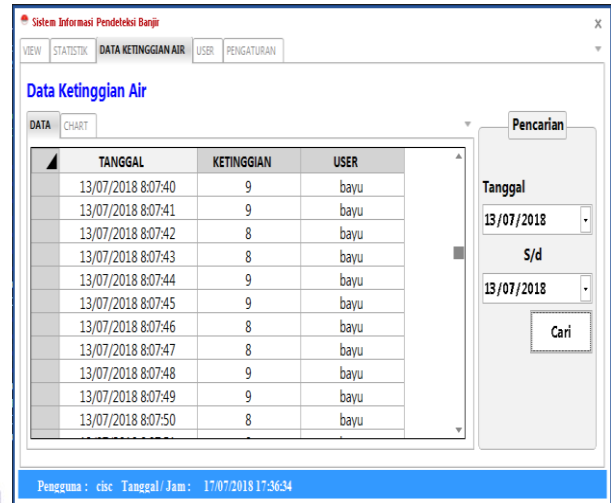 Sistem Informasi Pendeteksi Banjir
VIEW STATISTIK DATA KETINGGIAN AIR USER PENGATURAN
Data Ketinggian Air
DATA CHART
TANGGAL KETINGGIAN USER
13/07/2018 8:07:40 9 bayu
13/07/2018 8:07:41 9 bayu
13/07/2018 8:07:42 8 bayu
13/07/2018 8:07:43 8 bayu
13/07/2018 8:07:44 9 bayu
13/07/2018 8:07:45 9 bayu
13/07/2018 8:07:46 8 bayu
13/07/2018 8:07:47 8 bayu
13/07/2018 8:07:48 9 bayu
13/07/2018 8:07:49 9 bayu
13/07/2018 8:07:50 8 bayu
Pencarian
Tanggal
13/07/2018
S/d
13/07/2018
Cari
Pengguna : cisc Tanggal/ Jam : 17/07/2018 17:36:34